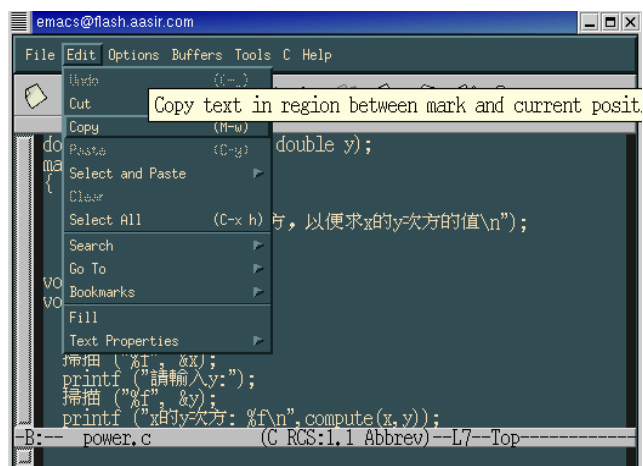 emacs@flash.aasir.com
File Edit Options Buffers Tools C Help
Undo
Cut
Copy text in region between mark and current posit
Copy (M-w)
Paste (C-y)
Select and Paste
Clear
Select All (C-x h)
Search
Go To
Bookmarks
Fill
Text Properties
do double y);
ma
{
方, 以便求x的y次方的值\n");
vo
vo
掃描 ("%f", &x);
printf ("請輸入y:");
掃描 ("%f", &y);
printf ("x的y次方: %f\n",compute(x,y));
-B:-- power.c (C RCS:1.1 Abbrev)--L7--Top-----------